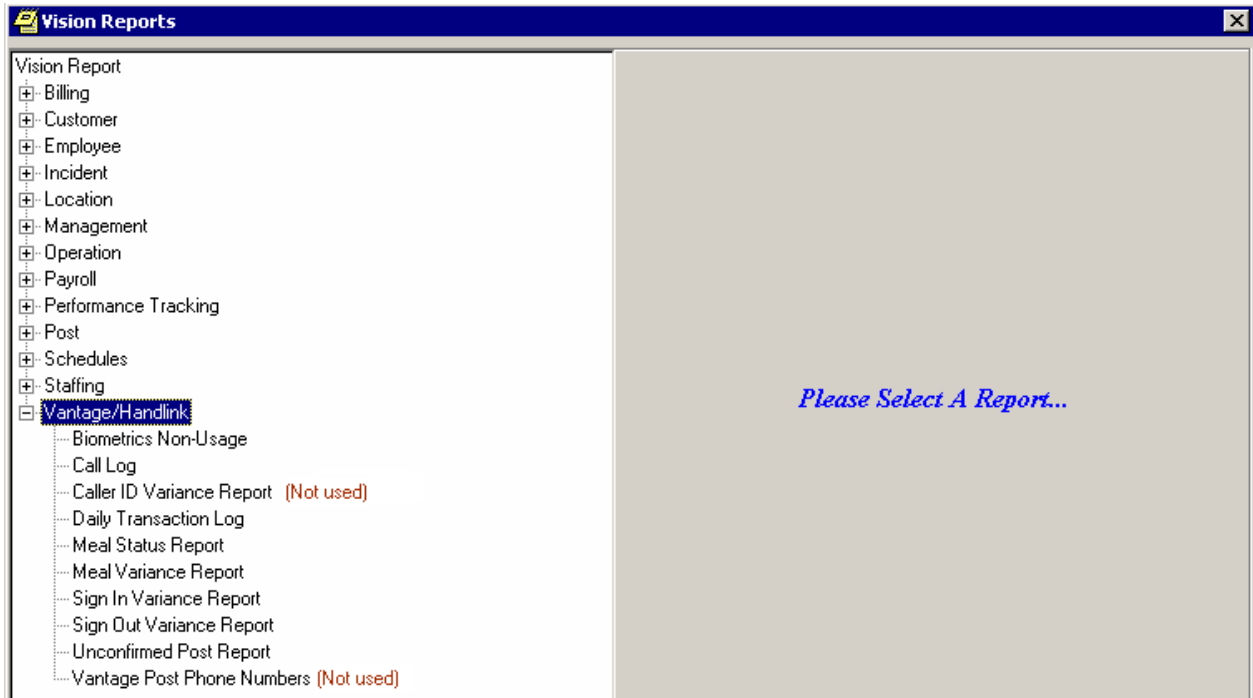 Vision Reports
Vision Report
Billing
Customer
Employee
Incident
Location
Management
Operation
Payroll
Performance Tracking
Post
Schedules
Staffing
Vantage/Handlink
Biometrics Non-Usage
Call Log
Caller ID Variance Report (Not used)
Daily Transaction Log
Meal Status Report
Meal Variance Report
Sign In Variance Report
Sign Out Variance Report
Unconfirmed Post Report
Vantage Post Phone Numbers (Not used)
Please Select A Report...